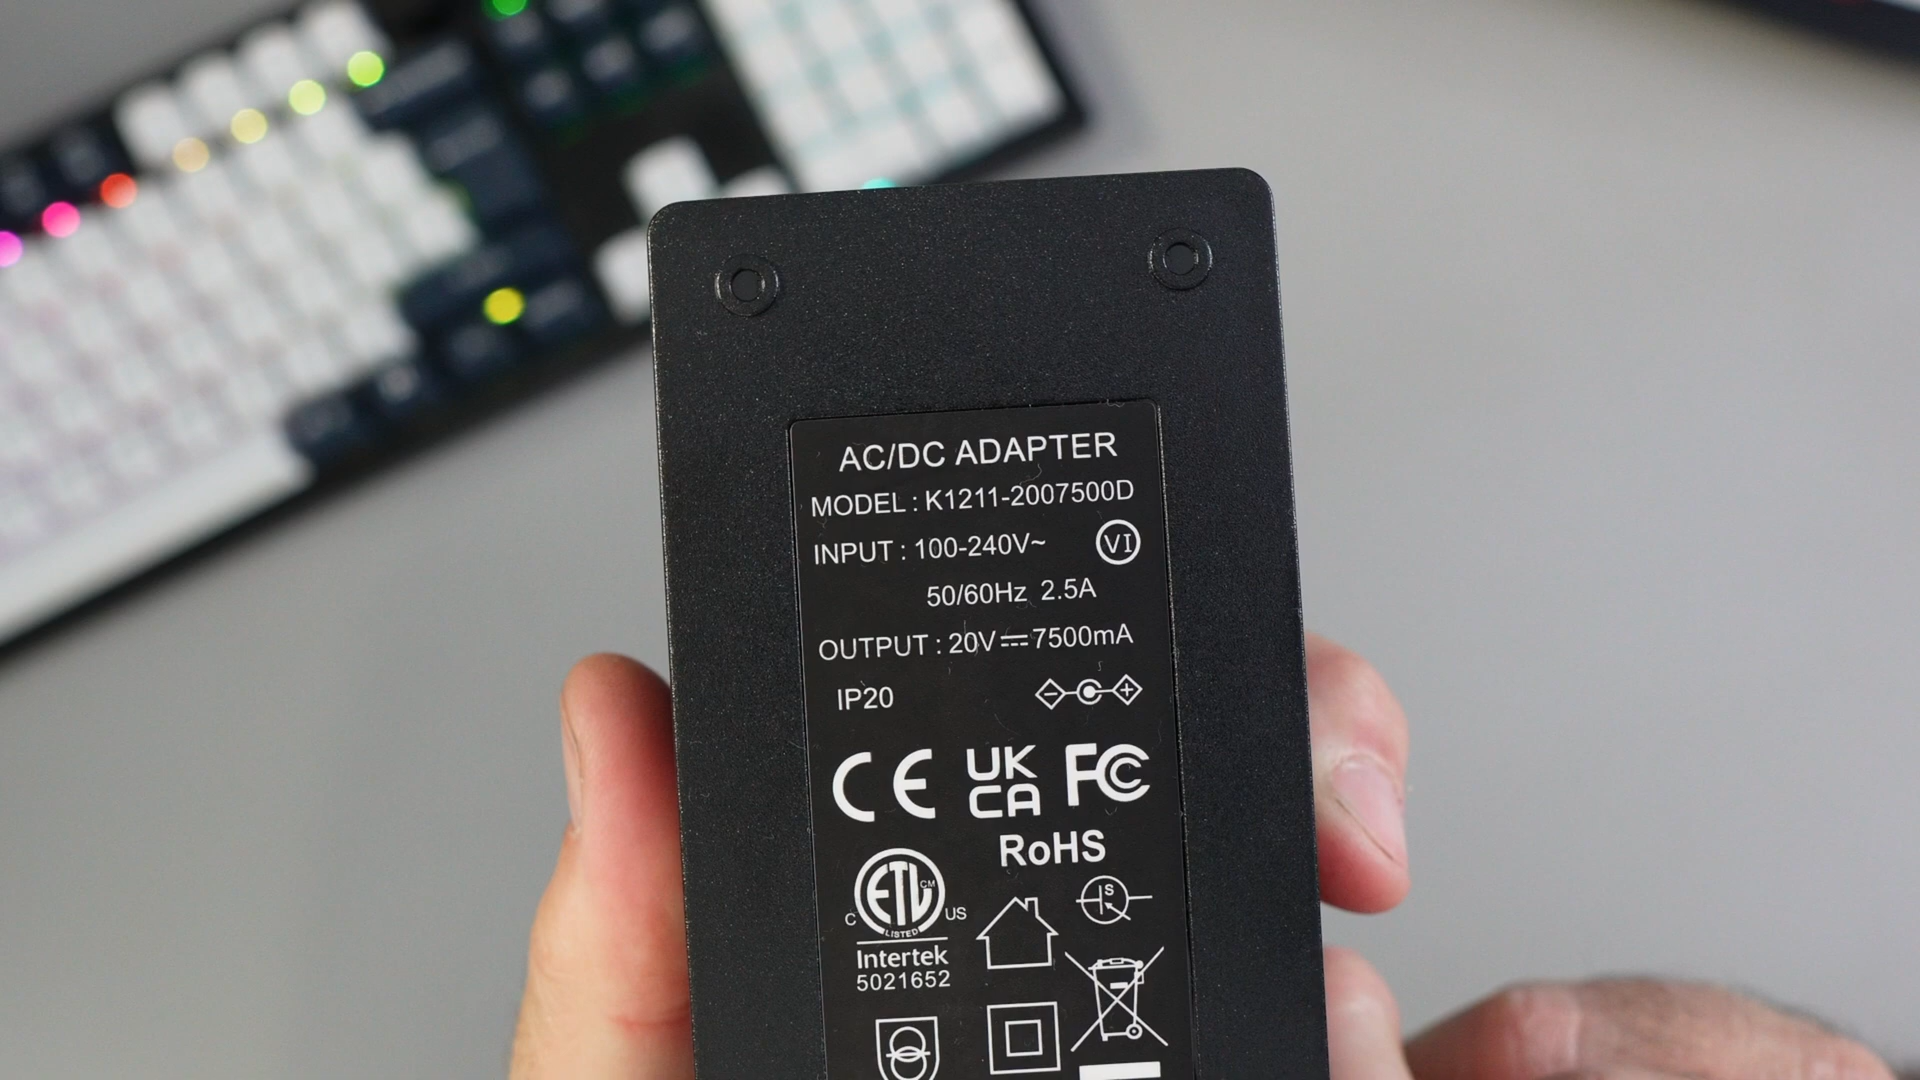 AC/DC ADAPTER
MODEL : K1211-2007500D
INPUT : 100-240V~ VI
50/60Hz 2.5A
OUTPUT : 20V⎓7500mA
IP20
CE UK CA FC
RoHS
ETL CM
C US
LISTED
Intertek
5021652
S